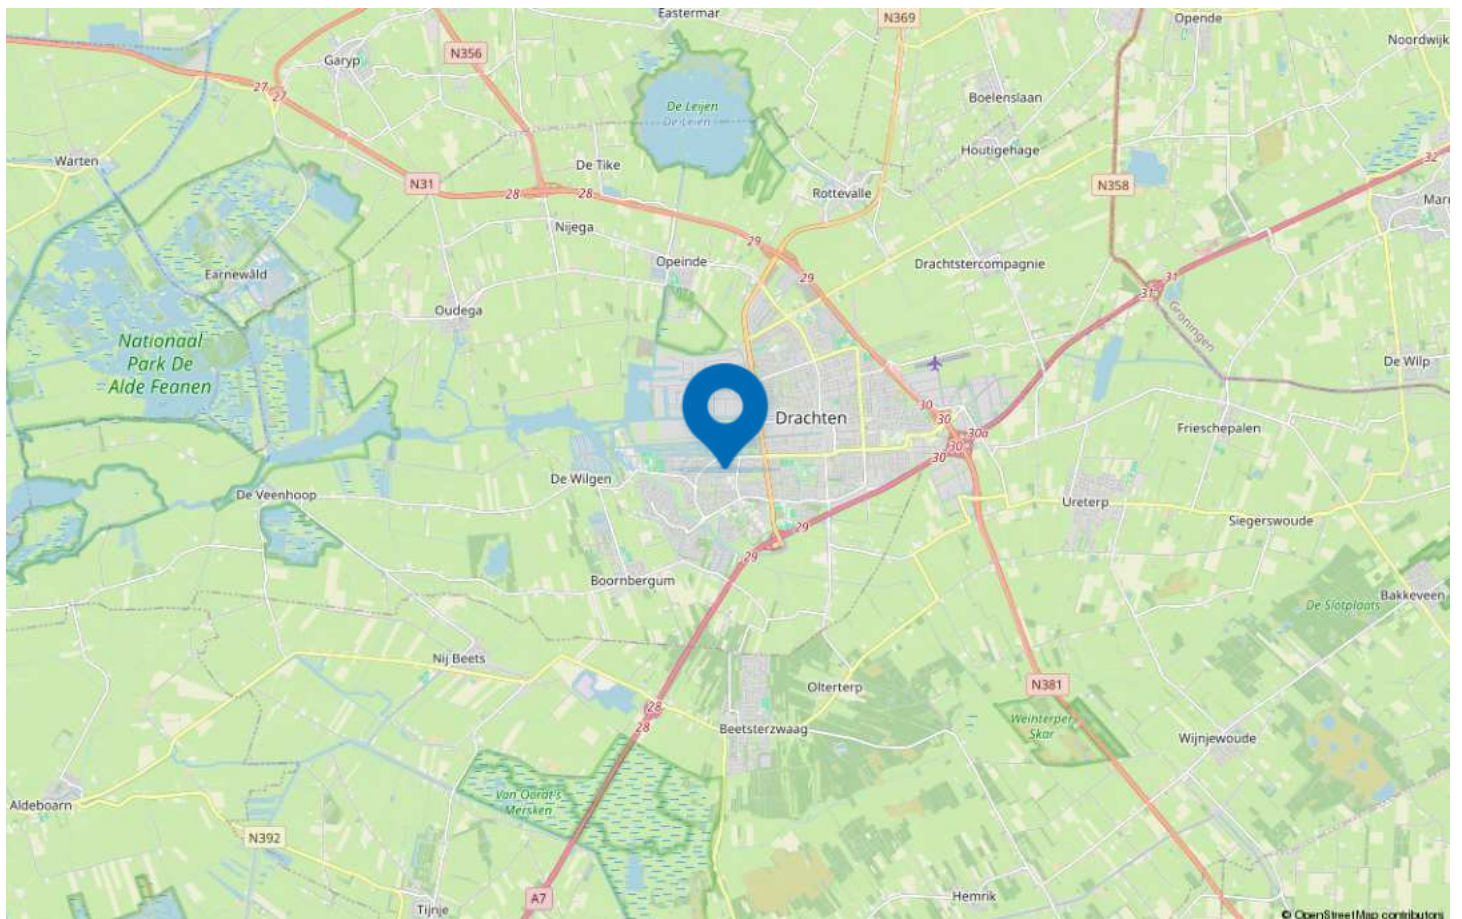 Eastermar
N369
Opende
Noordwijk
N356
Garyp
27
27
De Leijen
De Leien
Boelenslaan
Houtigehage
Warten
De Tike
N31
28
28
Rottevalle
N358
32
Nijega
29
Opeinde
29
Drachtstercompagnie
Earnewâld
31
31
Groningen
Oudega
Nationaal
Park De
Alde Feanen
De Wilp
Drachten
30
30
30a
30
30
Frieschepalen
De Wilgen
De Veenhoop
Ureterp
Siegerswoude
29
29
Boornbergum
Bakkeveen
De Slotplaats
Nij Beets
Olterterp
N381
28
28
Beetsterzwaag
Weinterper
Skar
Wijnjewoude
Van Oordt's
Mersken
Aldeboarn
N392
A7
Tijnje
Hemrik
© OpenStreetMap contributors